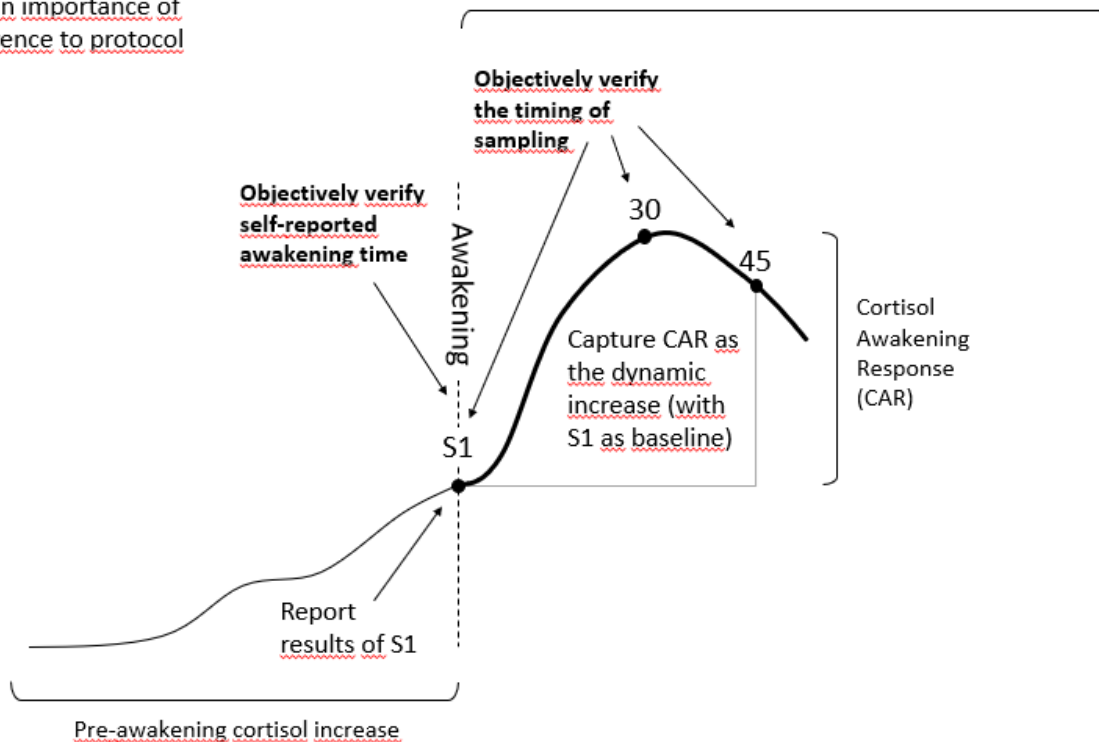 n importance of
ence to protocol
Objectively verify
the timing of
sampling
Objectively verify
self-reported
awakening time
Awakening
30
45
S1
Capture CAR as
the dynamic
increase (with
S1 as baseline)
Cortisol
Awakening
Response
(CAR)
Report
results of S1
Pre-awakening cortisol increase